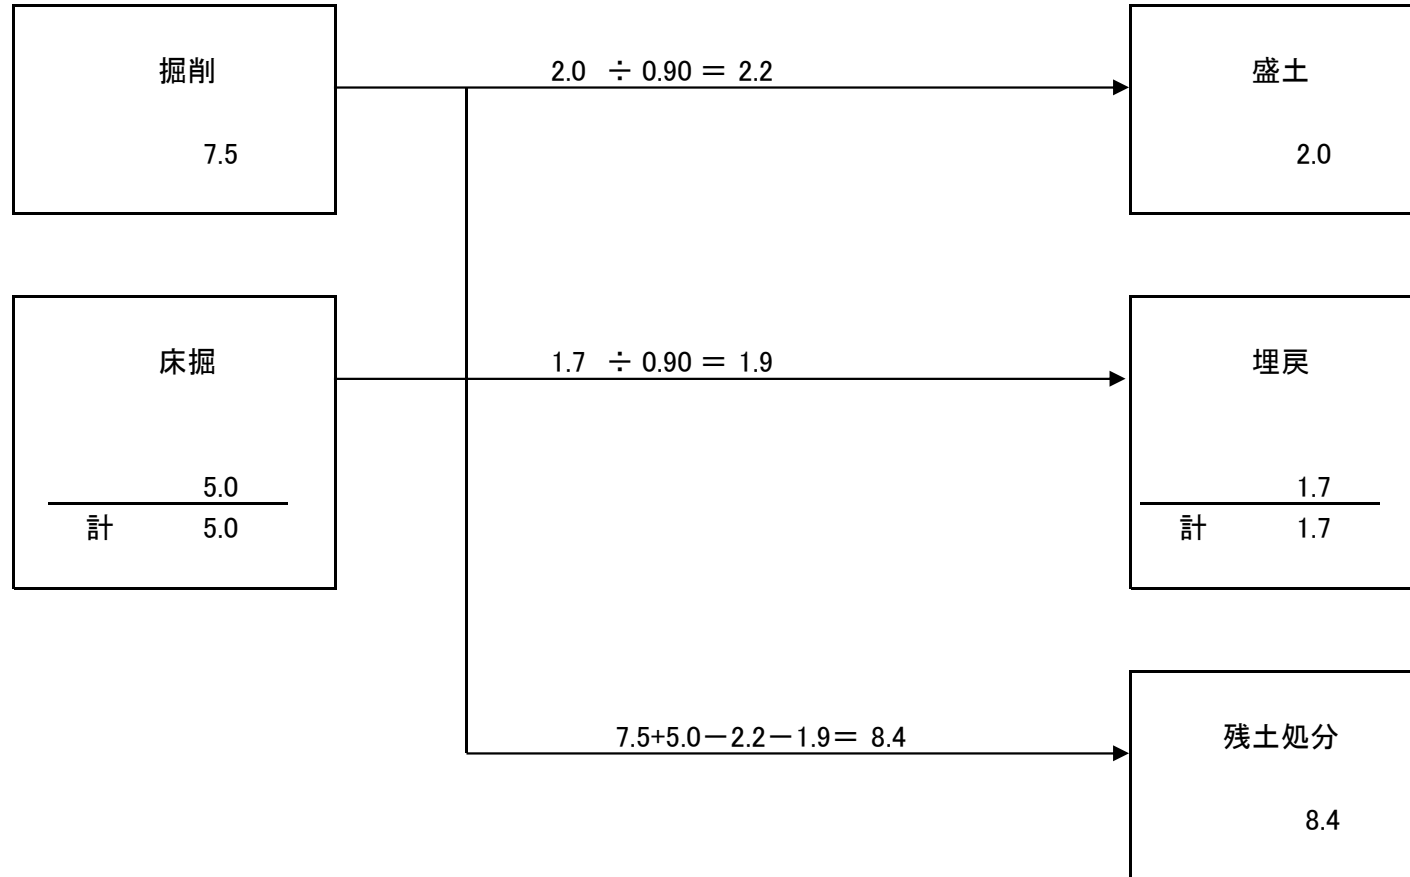 掘削
2.0 ÷ 0.90 = 2.2
盛土
7.5
2.0
床掘
1.7 ÷ 0.90 = 1.9
埋戻
5.0
1.7
計 5.0
計 1.7
7.5+5.0-2.2-1.9= 8.4
残土処分
8.4